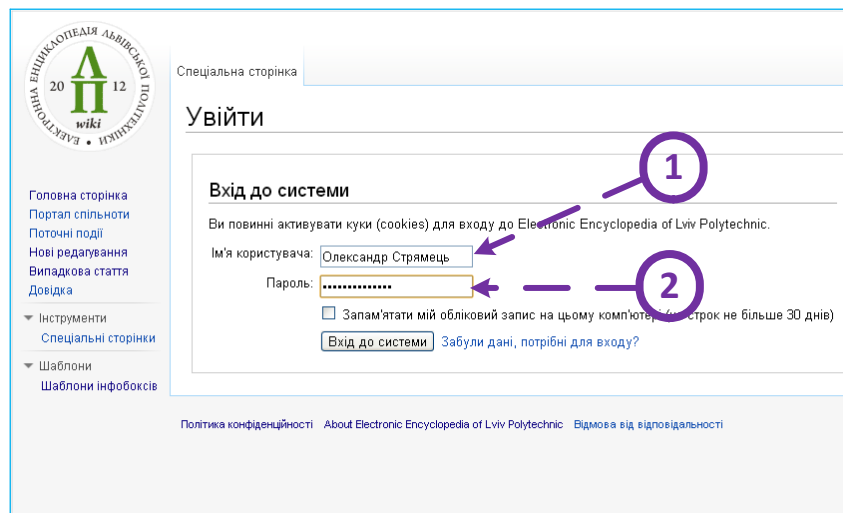 ЕЛЕКТРОННА ЕНЦИКЛОПЕДІЯ ЛЬВІВСЬКОЇ ПОЛІТЕХНІКИ •
20 ЛП 12
wiki
Спеціальна сторінка
Увійти
Головна сторінка
Портал спільноти
Поточні події
Нові редагування
Випадкова стаття
Довідка
Інструменти
Спеціальні сторінки
Шаблони
Шаблони інфобоксів
1
Вхід до системи
Ви повинні активувати куки (cookies) для входу до Electronic Encyclopedia of Lviv Polytechnic.
Ім'я користувача: Олександр Стрямець
Пароль: ••••••••••••••
2
Запам'ятати мій обліковий запис на цьому комп'ютері строк не більше 30 днів)
Вхід до системи Забули дані, потрібні для входу?
Політика конфіденційності About Electronic Encyclopedia of Lviv Polytechnic Відмова від відповідальності